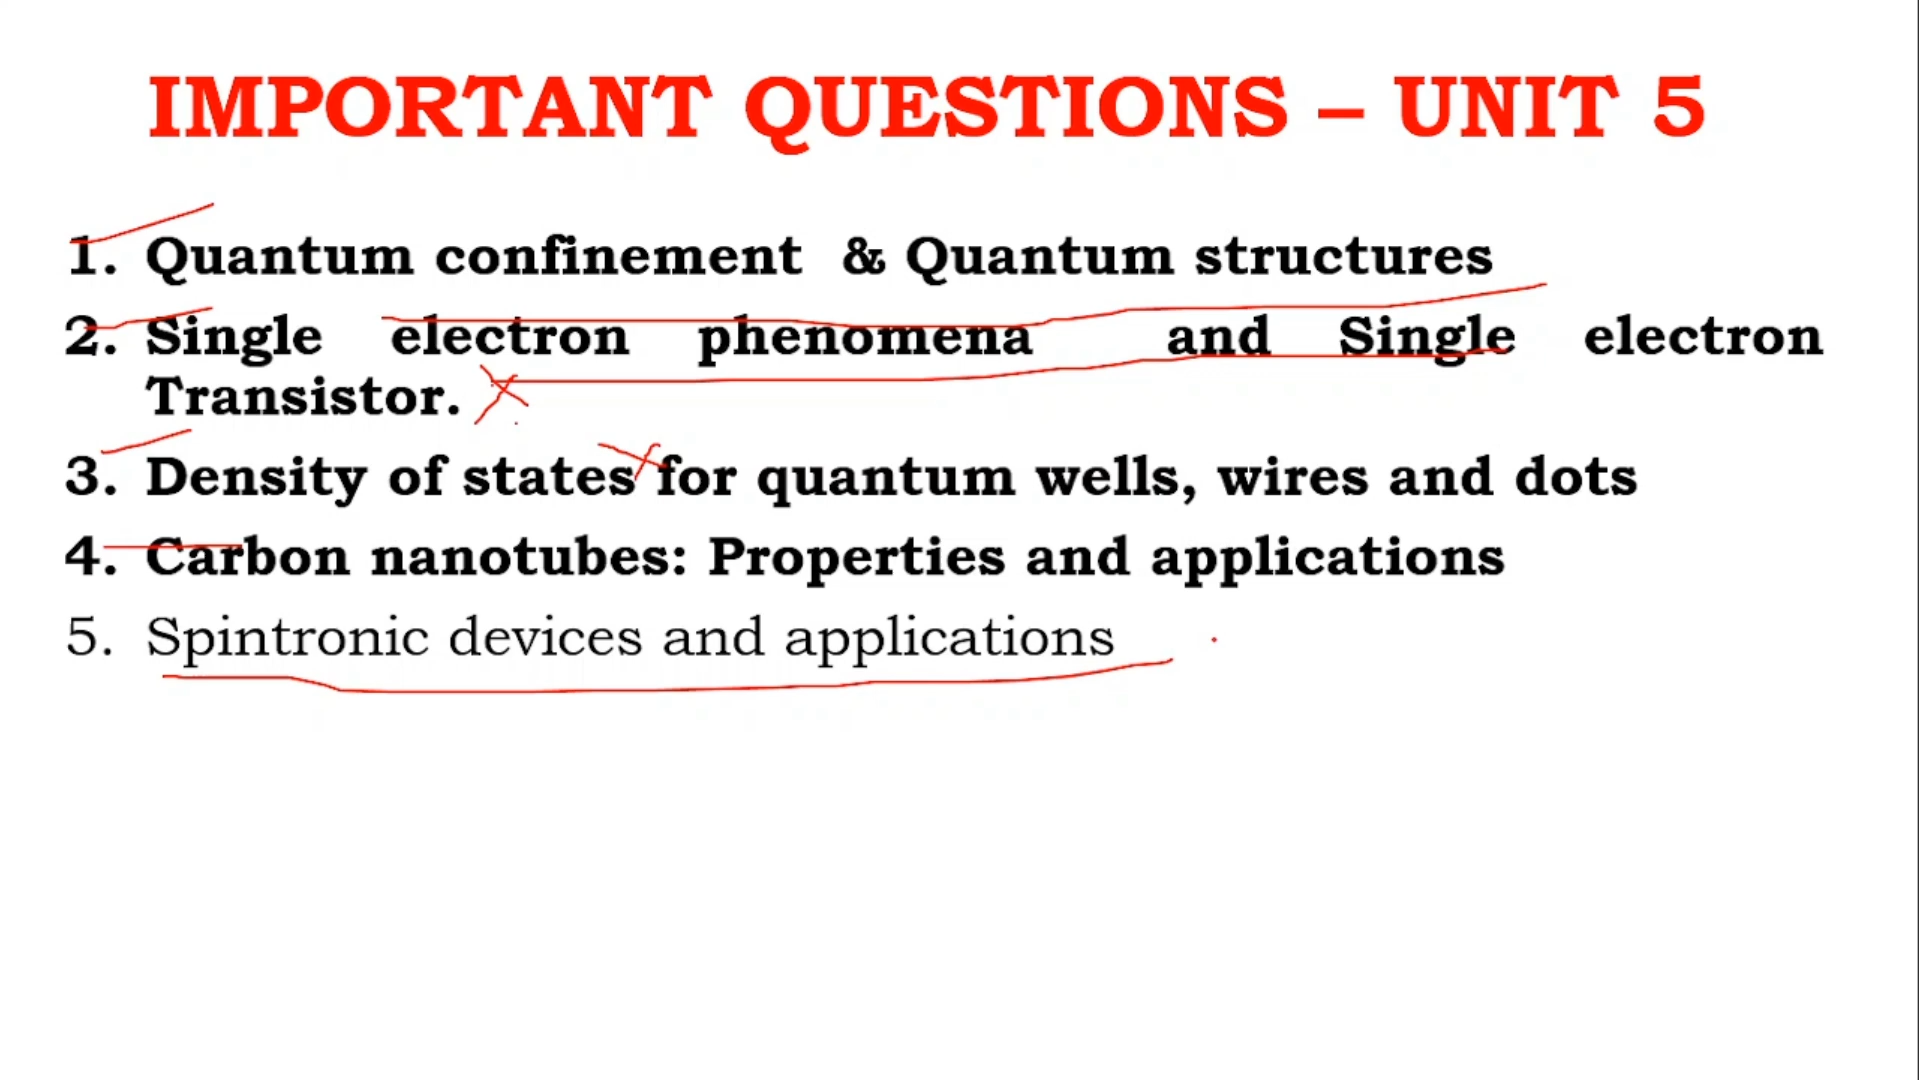 IMPORTANT QUESTIONS – UNIT 5
1. Quantum confinement & Quantum structures
2. Single electron phenomena and Single electron
Transistor.
3. Density of states for quantum wells, wires and dots
4. Carbon nanotubes: Properties and applications
5. Spintronic devices and applications